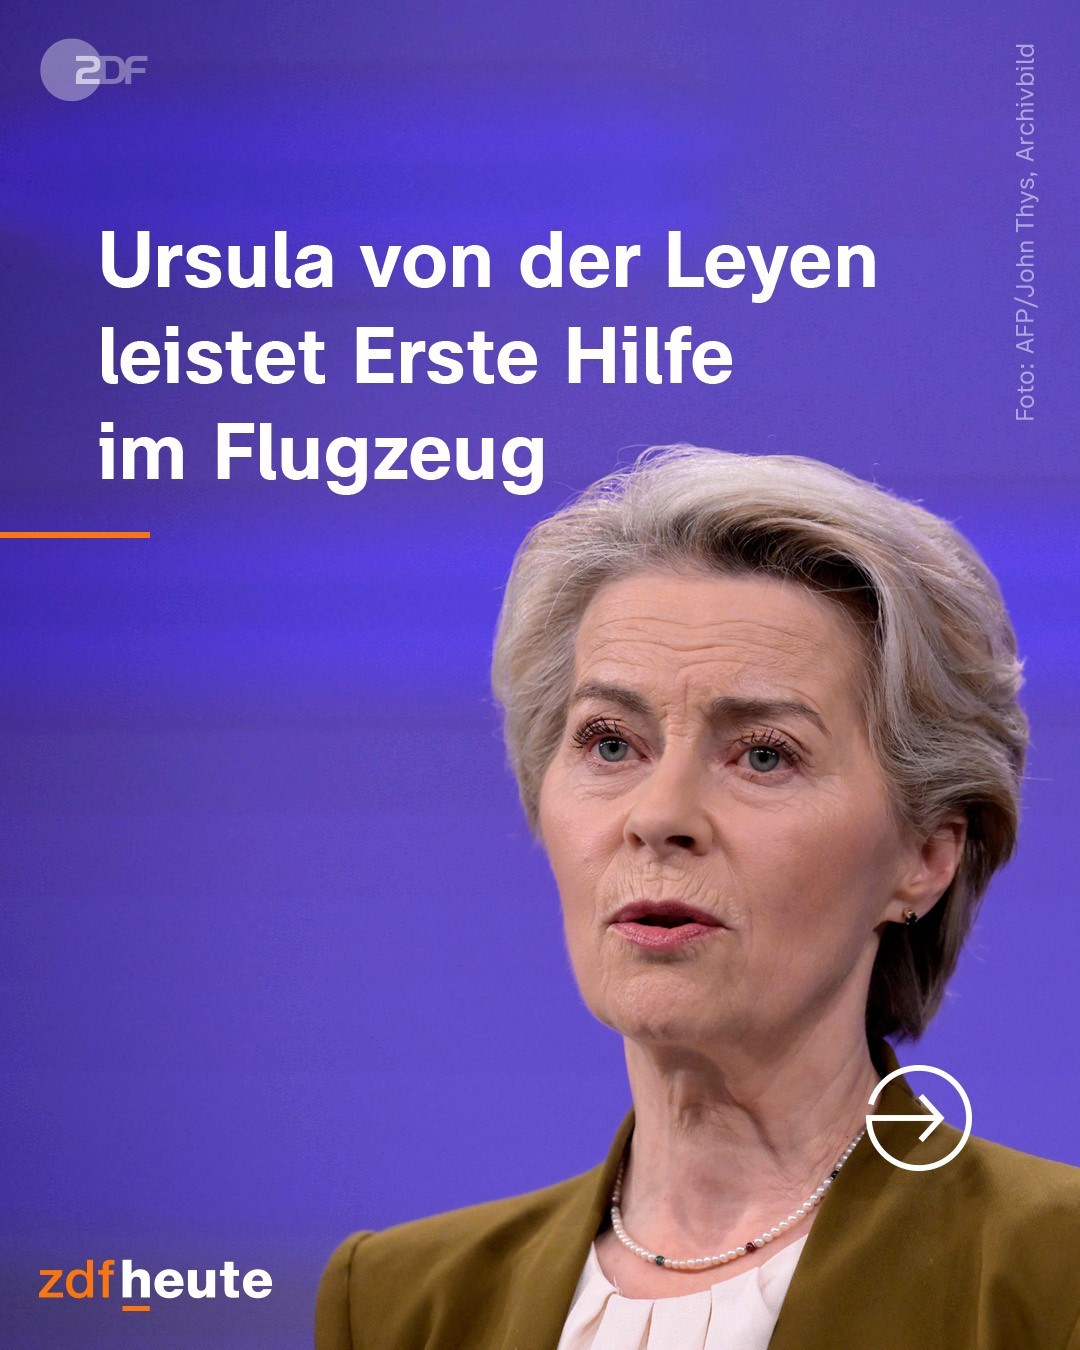 ZDF
Foto: AFP/John Thys, Archivbild
Ursula von der Leyen
leistet Erste Hilfe
im Flugzeug
zdfheute